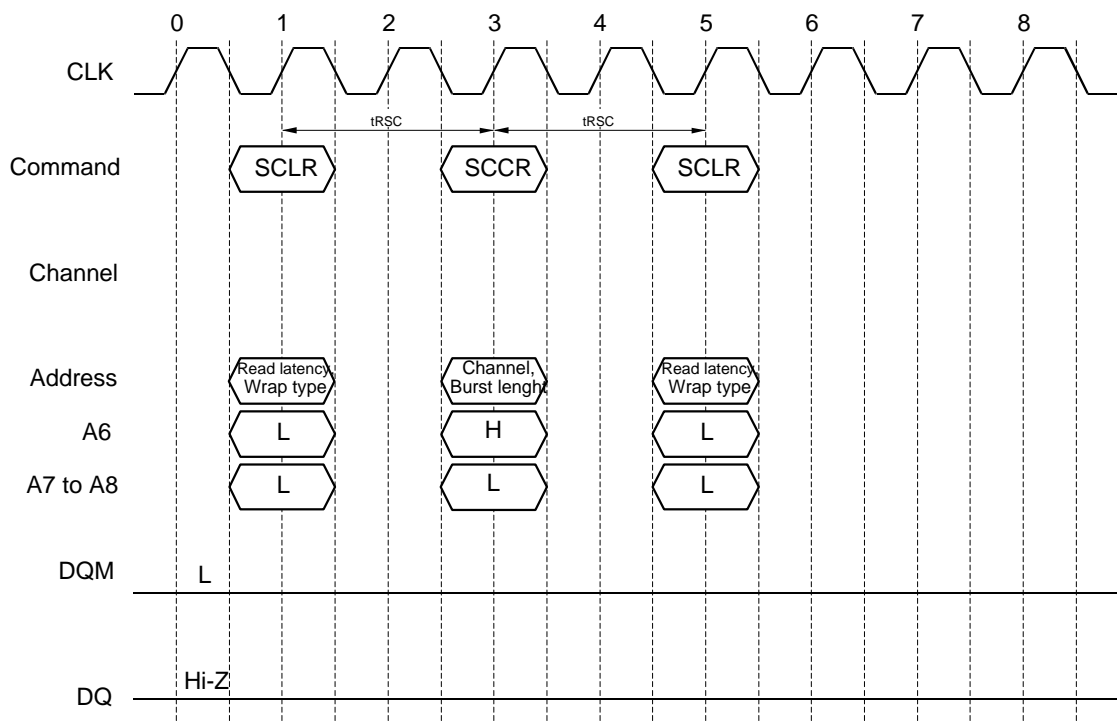 0 1 2 3 4 5 6 7 8
CLK
tRSC tRSC
Command SCLR SCCR SCLR
Channel
Address
Read latency, Channel, Read latency,
Wrap type Burst lenght Wrap type
A6 L H L
A7 to A8 L L L
DQM L
DQ Hi-Z